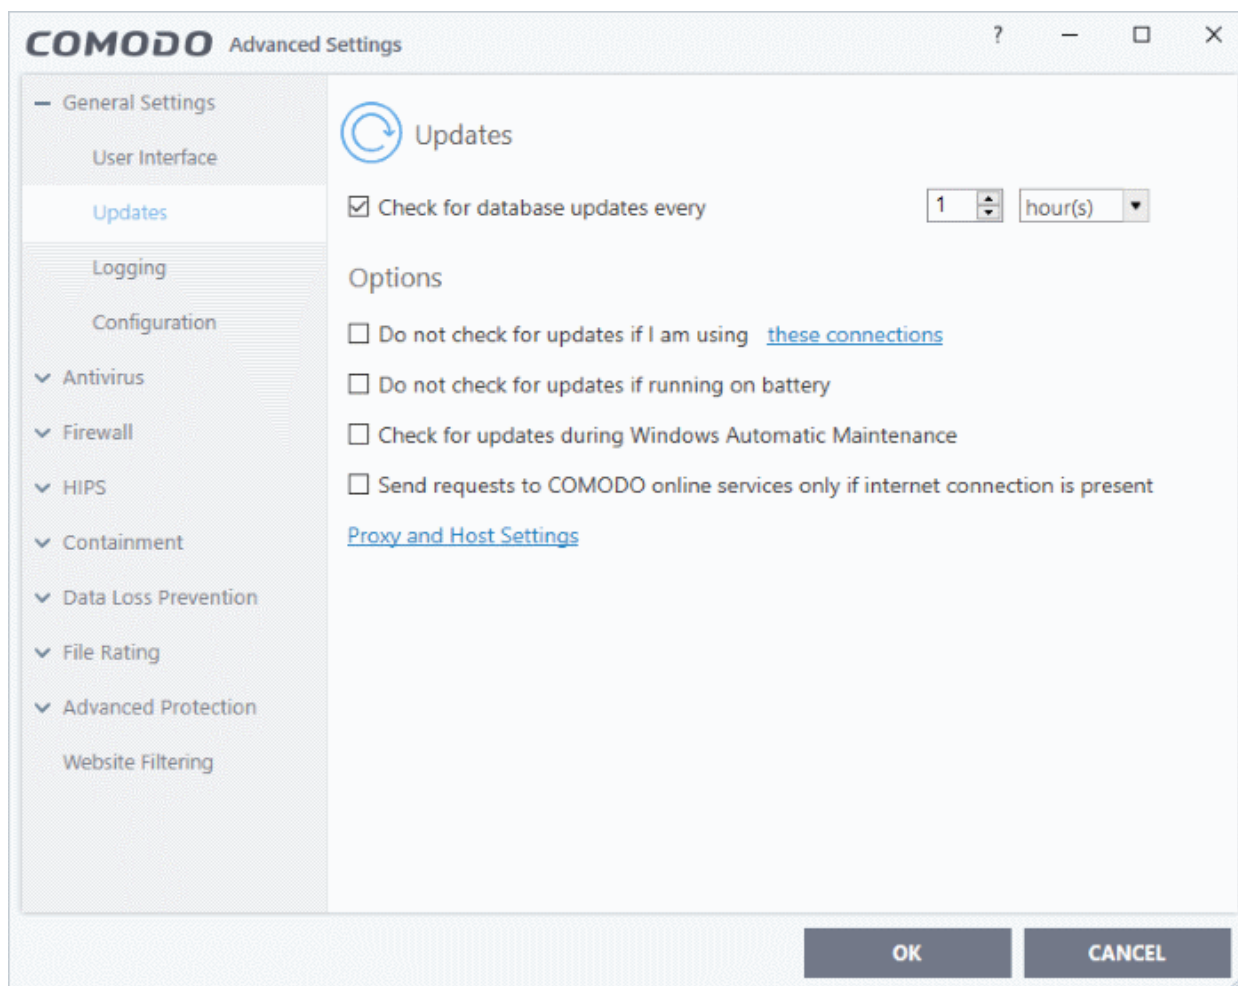 COMODO Advanced Settings
General Settings
User Interface
Updates
Logging
Configuration
Antivirus
Firewall
HIPS
Containment
Data Loss Prevention
File Rating
Advanced Protection
Website Filtering
Updates
Check for database updates every 1 hour(s)
Options
Do not check for updates if I am using these connections
Do not check for updates if running on battery
Check for updates during Windows Automatic Maintenance
Send requests to COMODO online services only if internet connection is present
Proxy and Host Settings
OK CANCEL